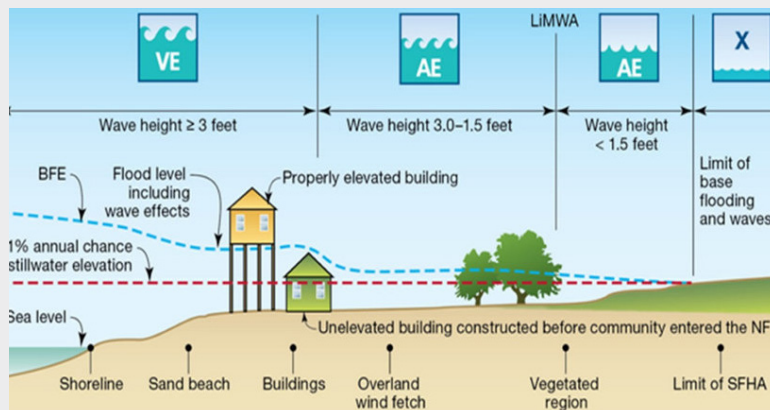 LiMWA
VE
AE
AE
X
Wave height ≥ 3 feet
Wave height 3.0–1.5 feet
Wave height
< 1.5 feet
BFE
Flood level
including
wave effects
Properly elevated building
Limit of
base
flooding
and waves
1% annual chance
stillwater elevation
Sea level
Unelevated building constructed before community entered the NF
Shoreline
Sand beach
Buildings
Overland
wind fetch
Vegetated
region
Limit of SFHA